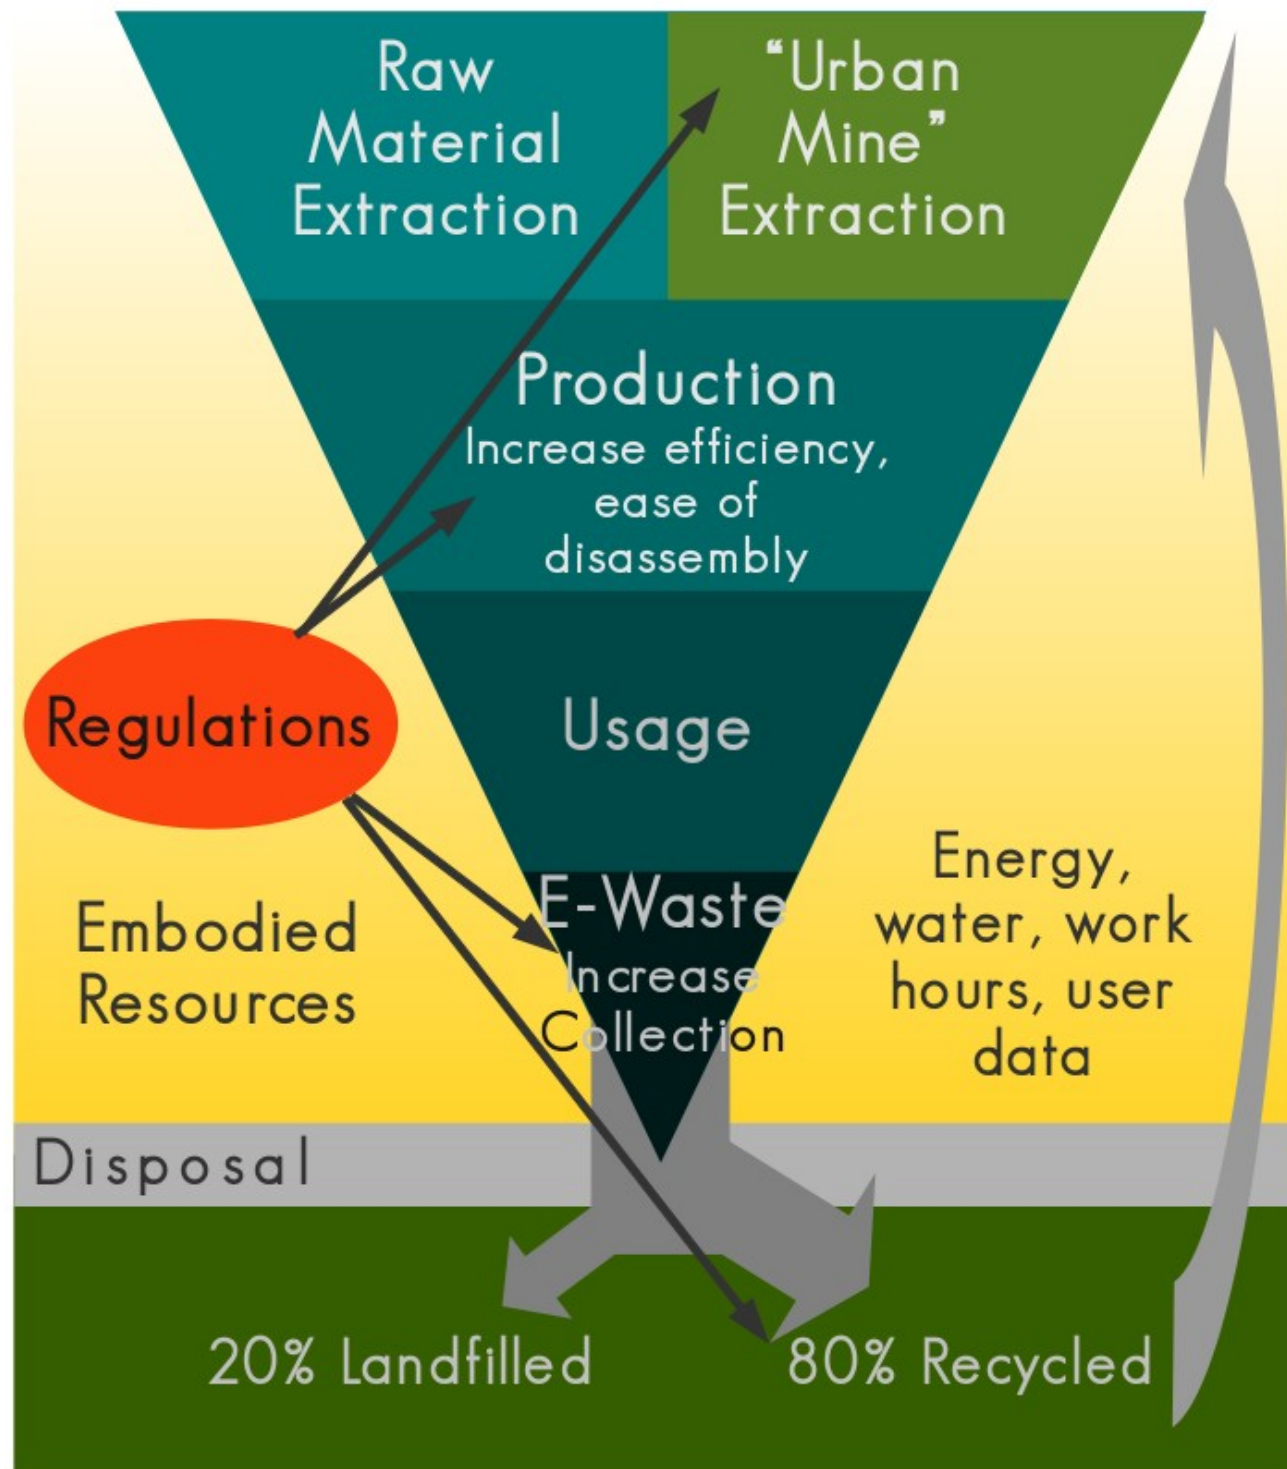 Raw
Material
Extraction
“Urban
Mine”
Extraction
Production
Increase efficiency,
ease of
disassembly
Regulations
Usage
E-Waste
Increase
Collection
Embodied
Resources
Energy,
water, work
hours, user
data
Disposal
20% Landfilled
80% Recycled